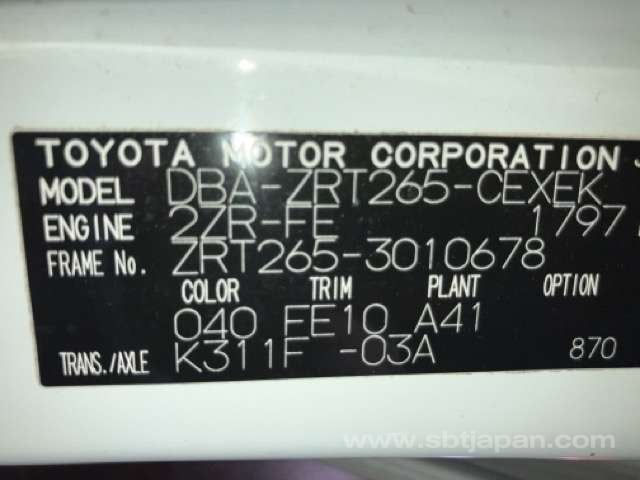 TOYOTA MOTOR CORPORATION J
MODEL DBA-ZRT265-CEXEK
ENGINE 2ZR-FE 1797
FRAME No. ZRT265-3010678
COLOR TRIM PLANT OPTION
040 FE10 A41
TRANS./AXLE K311F -03A 870
www.sbtjapan.com